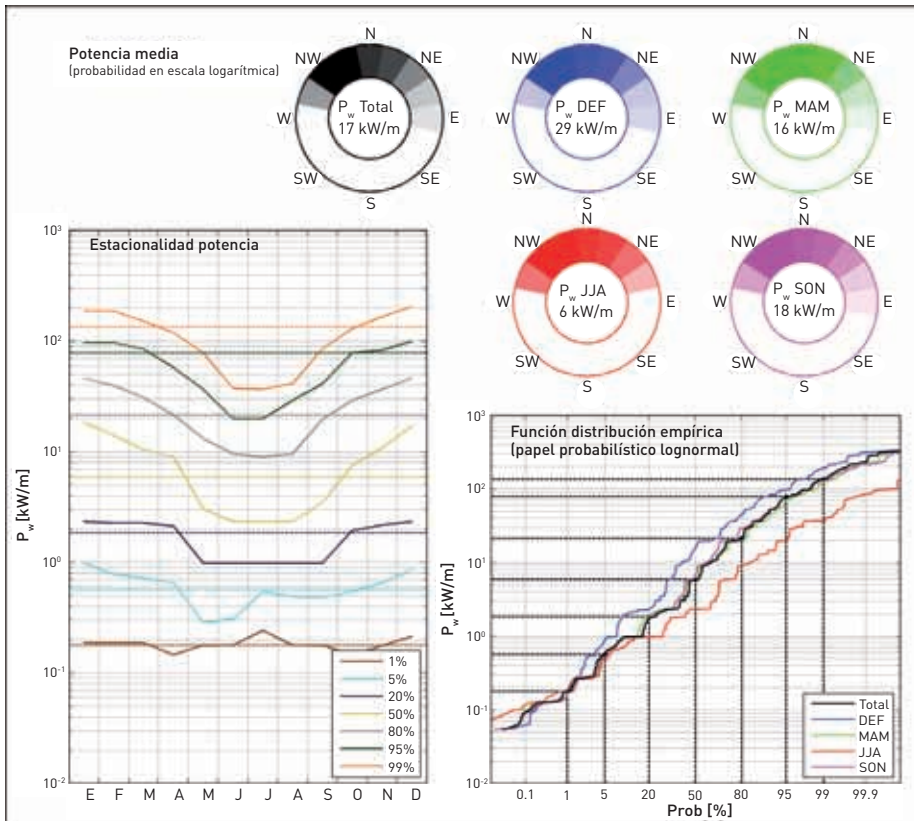 Potencia media
(probabilidad en escala logarítmica)
N
NW
NE
W
E
SW
SE
S
P_w Total
17 kW/m
N
NW
NE
W
E
SW
SE
S
P_w DEF
29 kW/m
N
NW
NE
W
E
SW
SE
S
P_w MAM
16 kW/m
N
NW
NE
W
E
SW
SE
S
P_w JJA
6 kW/m
N
NW
NE
W
E
SW
SE
S
P_w SON
18 kW/m
Estacionalidad potencia
P_w [kW/m]
10³
10²
10¹
10⁰
10⁻¹
10⁻²
E F M A M J J A S O N D
1%
5%
20%
50%
80%
95%
99%
Función distribución empírica
(papel probabilístico lognormal)
P_w [kW/m]
10³
10²
10¹
10⁰
10⁻¹
10⁻²
0.1 1 5 20 50 80 95 99 99.9
Prob [%]
Total
DEF
MAM
JJA
SON